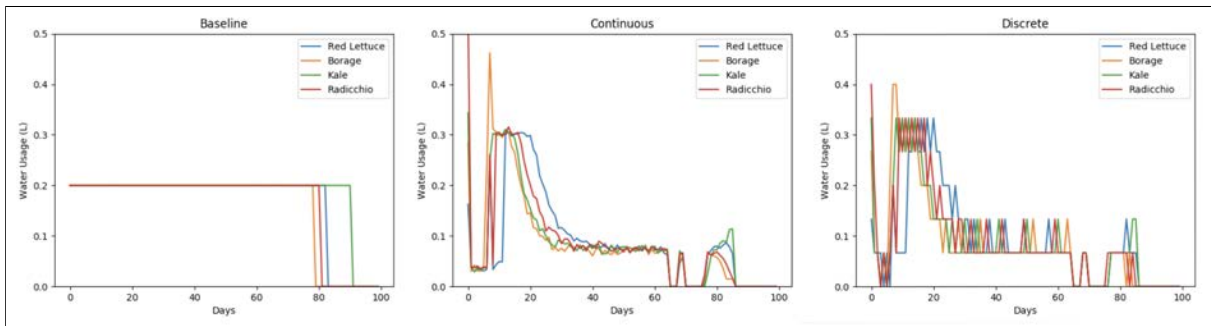 Baseline
0.5
0.4
0.3
0.2
0.1
0.0
Water Usage (L)
0
20
40
60
80
100
Days
Red Lettuce
Borage
Kale
Radicchio
Continuous
0.5
0.4
0.3
0.2
0.1
0.0
Water Usage (L)
0
20
40
60
80
100
Days
Red Lettuce
Borage
Kale
Radicchio
Discrete
0.5
0.4
0.3
0.2
0.1
0.0
Water Usage (L)
0
20
40
60
80
100
Days
Red Lettuce
Borage
Kale
Radicchio